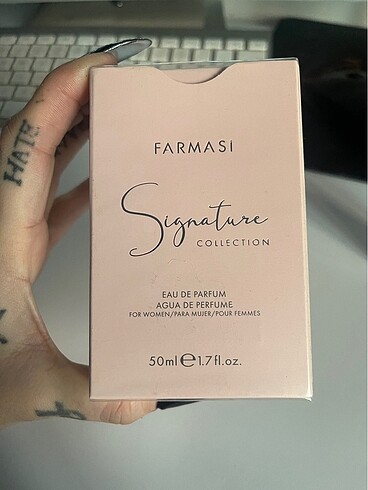 HATE
FARMASİ
Signature
COLLECTION
EAU DE PARFUM
AGUA DE PERFUME
FOR WOMEN/PARA MUJER/POUR FEMMES
50ml℮1.7fl.oz.